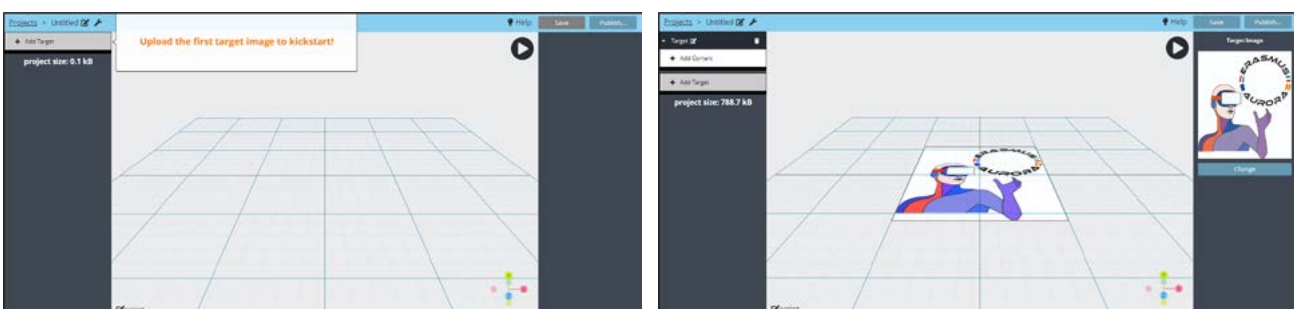 Projects > Untitled
Help
Save
Publish...
+ Add Target
Upload the first target image to kickstart!
project size: 0.1 kB
Projects > Untitled
Help
Save
Publish...
Target
+ Add Content
+ Add Target
project size: 788.7 kB
Target Image
ERASMUS
AURORA
Change
ERASMUS
AURORA